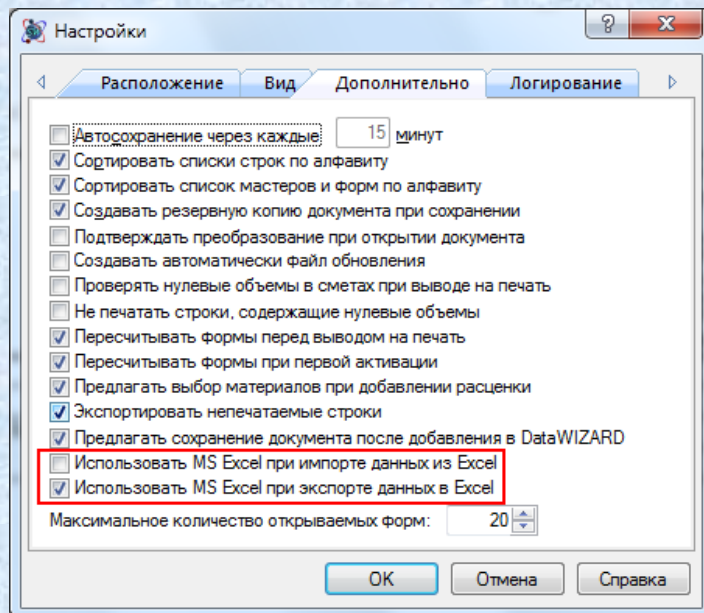 Настройки
Расположение Вид Дополнительно Логирование
Автосохранение через каждые 15 минут
Сортировать списки строк по алфавиту
Сортировать список мастеров и форм по алфавиту
Создавать резервную копию документа при сохранении
Подтверждать преобразование при открытии документа
Создавать автоматически файл обновления
Проверять нулевые объемы в сметах при выводе на печать
Не печатать строки, содержащие нулевые объемы
Пересчитывать формы перед выводом на печать
Пересчитывать формы при первой активации
Предлагать выбор материалов при добавлении расценки
Экспортировать непечатаемые строки
Предлагать сохранение документа после добавления в DataWIZARD
Использовать MS Excel при импорте данных из Excel
Использовать MS Excel при экспорте данных в Excel
Максимальное количество открываемых форм: 20
OK Отмена Справка